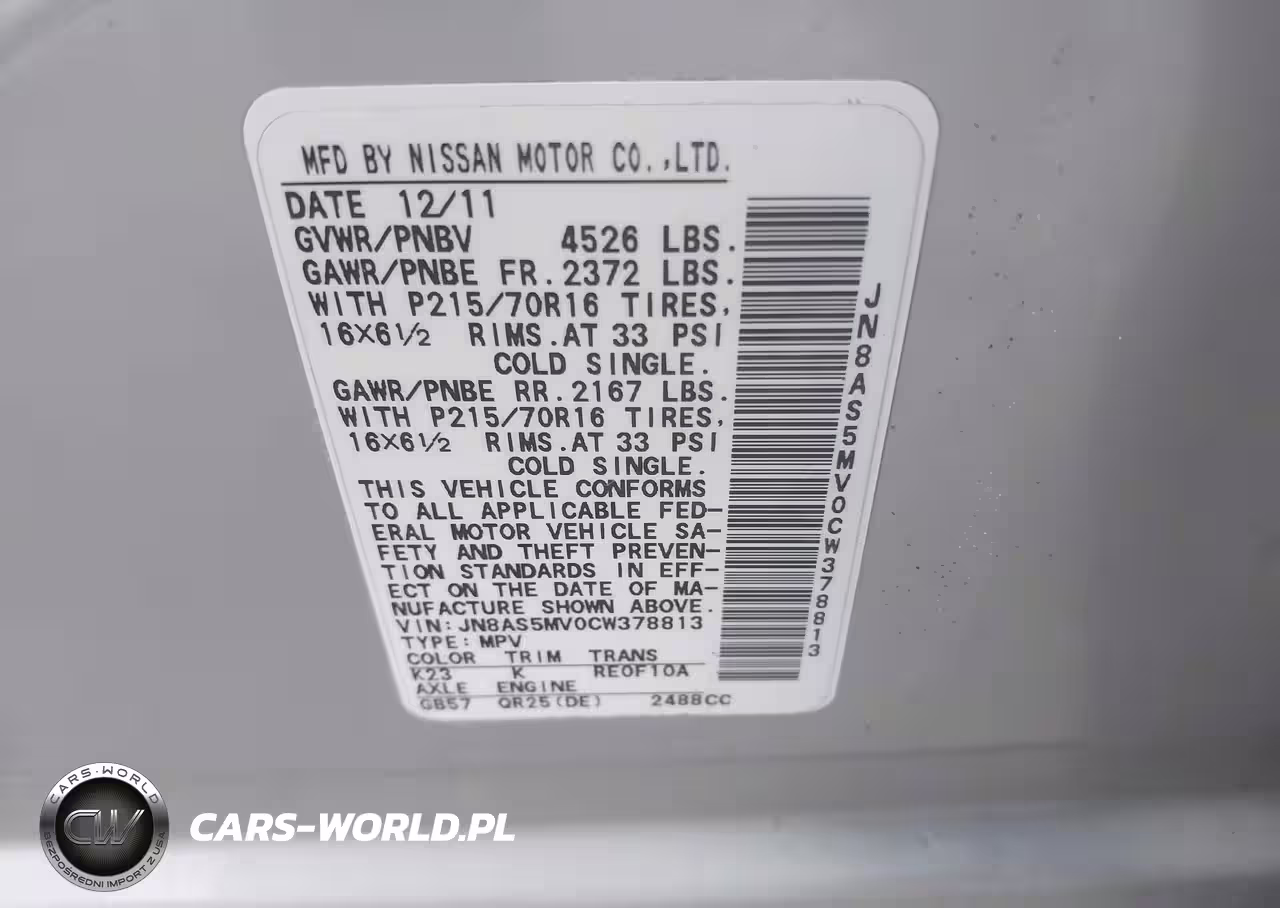 MFD BY NISSAN MOTOR CO.,LTD.
DATE 12/11
GVWR/PNBV 4526 LBS.
GAWR/PNBE FR.2372 LBS.
WITH P215/70R16 TIRES,
16X6½ RIMS.AT 33 PSI
COLD SINGLE.
GAWR/PNBE RR.2167 LBS.
WITH P215/70R16 TIRES,
16X6½ RIMS.AT 33 PSI
COLD SINGLE.
THIS VEHICLE CONFORMS
TO ALL APPLICABLE FED-
ERAL MOTOR VEHICLE SA-
FETY AND THEFT PREVEN-
TION STANDARDS IN EFF-
ECT ON THE DATE OF MA-
NUFACTURE SHOWN ABOVE.
VIN:JN8AS5MV0CW378813
TYPE:MPV
COLOR TRIM TRANS
K23 K RE0F10A
AXLE ENGINE
GB57 QR25(DE) 2488CC
JN8AS5MV0CW378813
CARS-WORLD
CW
BEZPOŚREDNI IMPORT Z USA
CARS-WORLD.PL